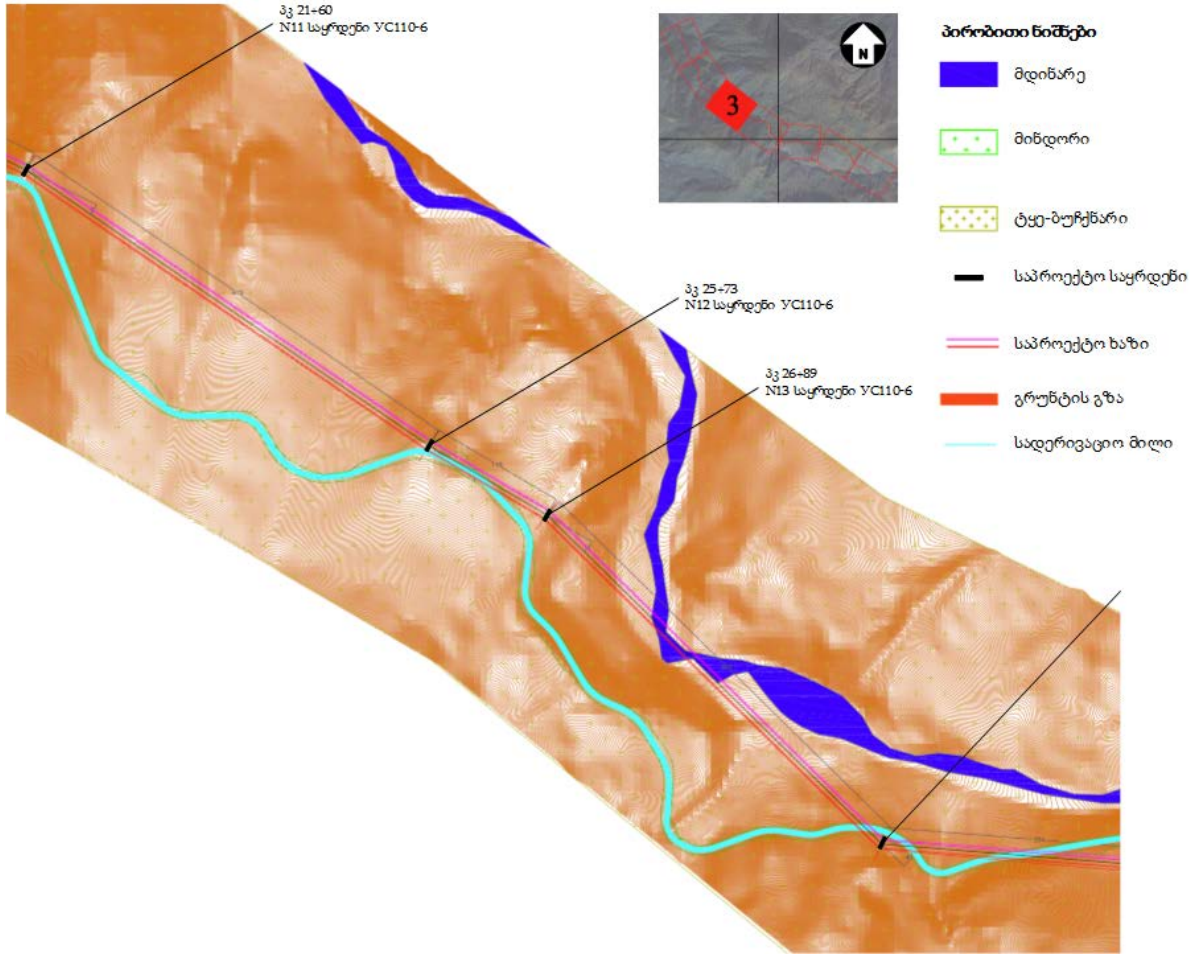 პკ 21+60
N11 საყრდენი УС110-6
N
3
პირობითი ნიშნები
მდინარე
მინდორი
ტყე-ბუჩქნარი
საპროექტო საყრდენი
საპროექტო ხაზი
გრუნტის გზა
სადერივაციო მილი
პკ 25+73
N12 საყრდენი УС110-6
პკ 26+89
N13 საყრდენი УС110-6